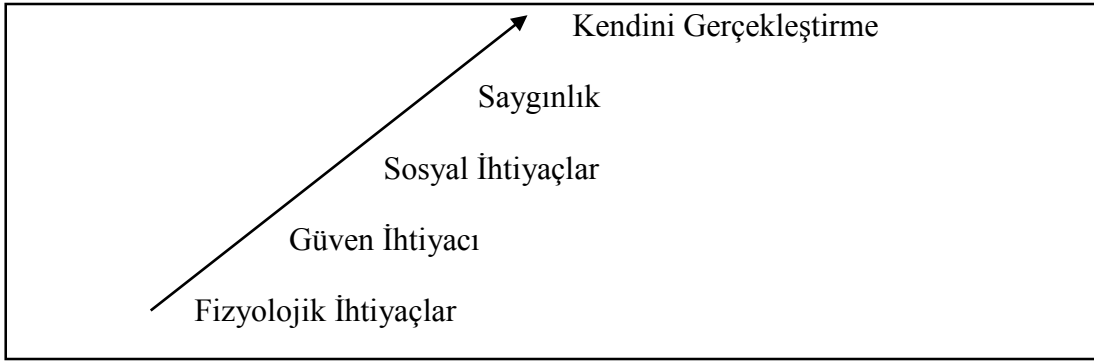 Kendini Gerçekleştirme
Saygınlık
Sosyal İhtiyaçlar
Güven İhtiyacı
Fizyolojik İhtiyaçlar